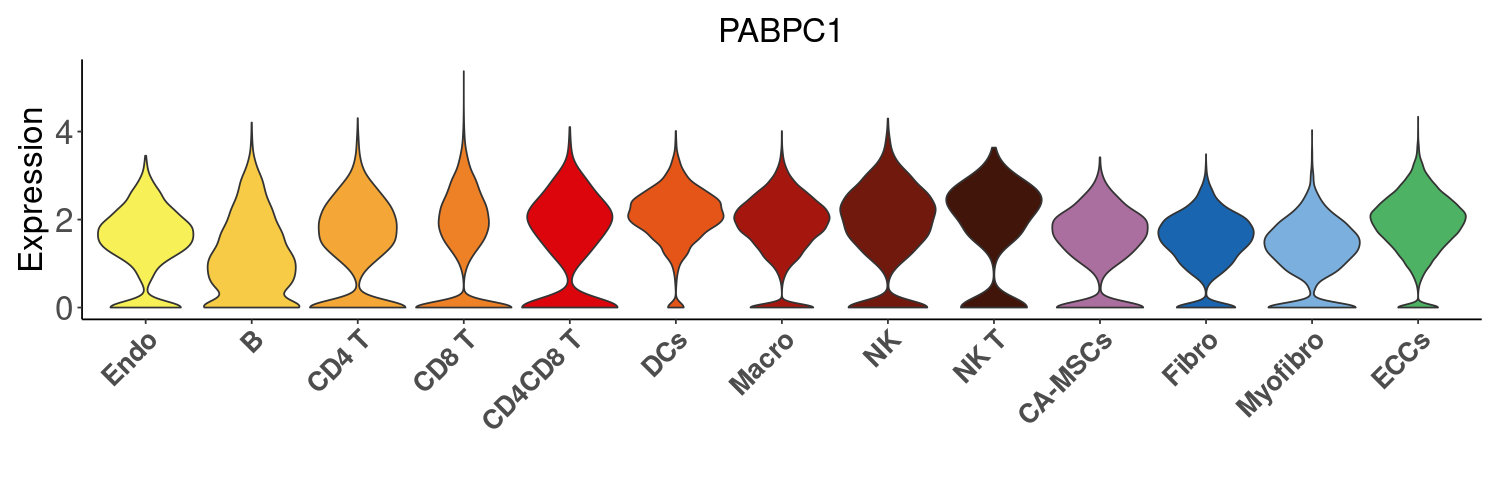 PABPC1
Expression
4
2
0
Endo
B
CD4 T
CD8 T
CD4CD8 T
DCs
Macro
NK
NK T
CA-MSCs
Fibro
Myofibro
ECCs